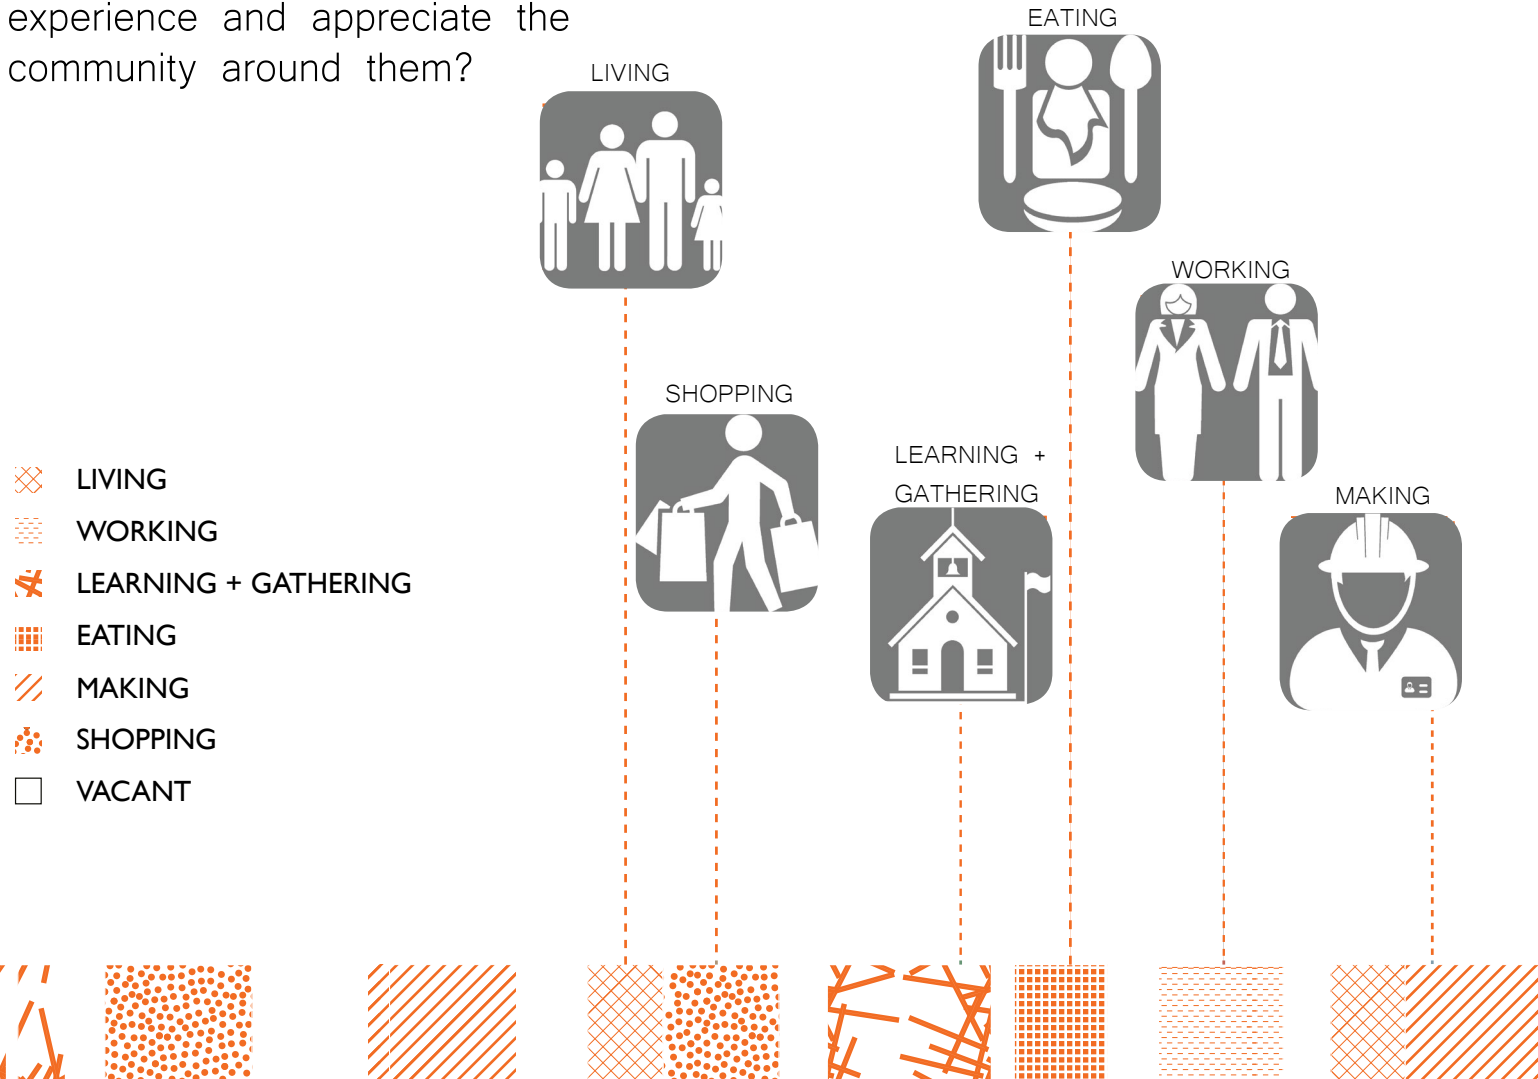 experience and appreciate the
community around them?
EATING
LIVING
WORKING
SHOPPING
LEARNING +
GATHERING
MAKING
LIVING
WORKING
LEARNING + GATHERING
EATING
MAKING
SHOPPING
VACANT